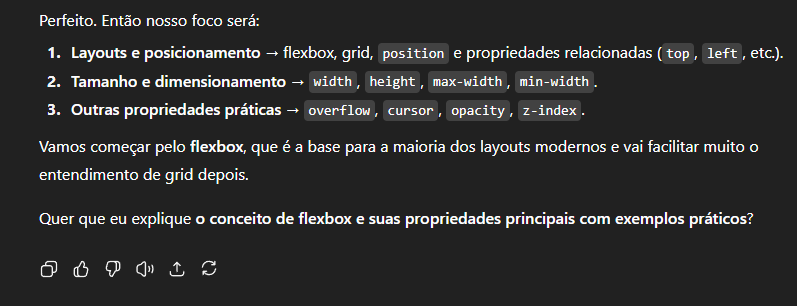 Perfeito. Então nosso foco será:
1. Layouts e posicionamento → flexbox, grid, position e propriedades relacionadas (top, left, etc.).
2. Tamanho e dimensionamento → width, height, max-width, min-width.
3. Outras propriedades práticas → overflow, cursor, opacity, z-index.
Vamos começar pelo flexbox, que é a base para a maioria dos layouts modernos e vai facilitar muito o
entendimento de grid depois.
Quer que eu explique o conceito de flexbox e suas propriedades principais com exemplos práticos?